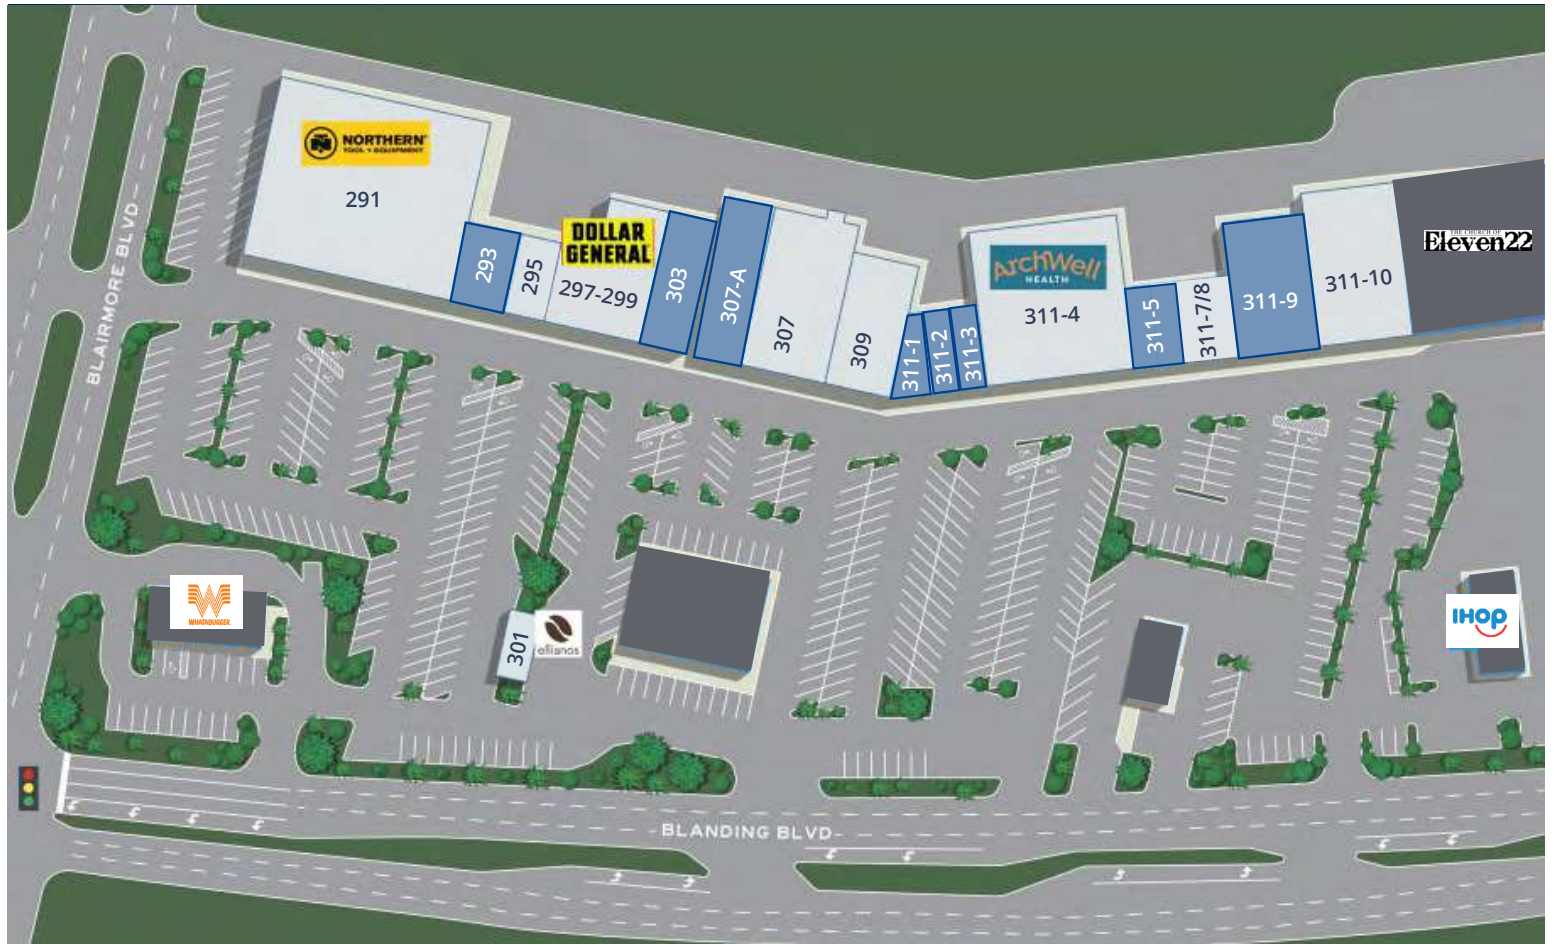 BLAIRMORE BLVD
NORTHERN
TOOL + EQUIPMENT
291
293
295
DOLLAR
GENERAL
297-299
303
307-A
307
309
311-1
311-2
311-3
ArchWell
HEALTH
311-4
311-5
311-7/8
311-9
311-10
THE CHURCH OF
Eleven22
WHATABURGER
301
ellianos
IHOP
BLANDING BLVD